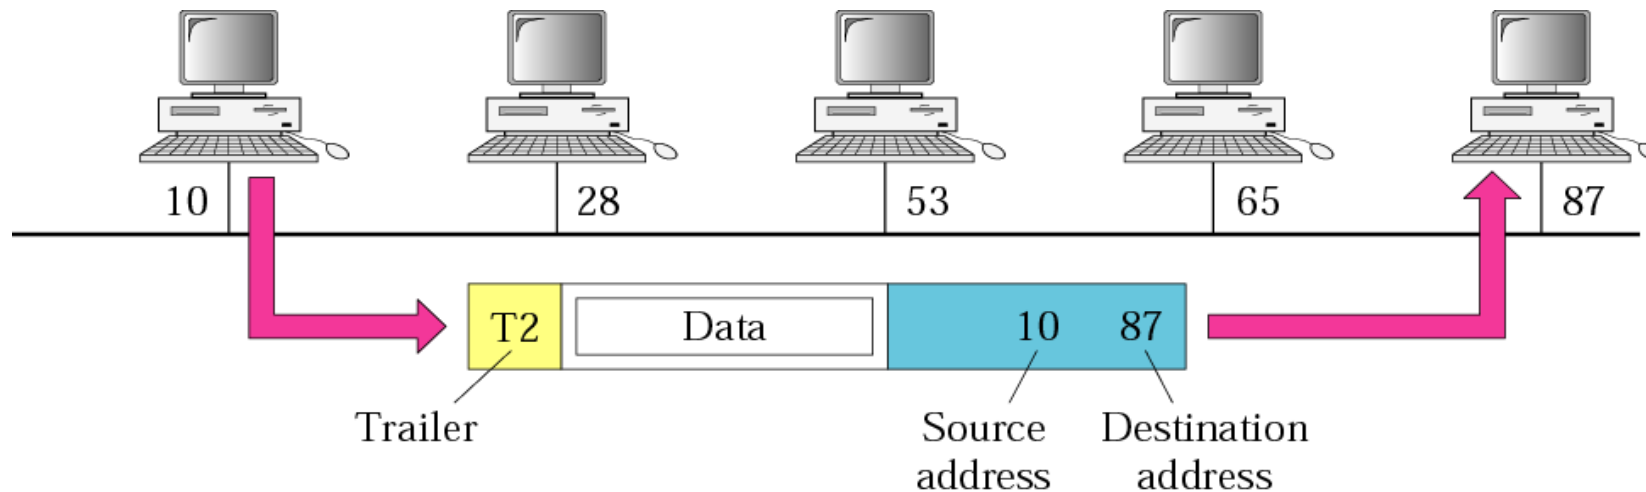 10
28
53
65
87
T2
Data
10
87
Trailer
Source
address
Destination
address